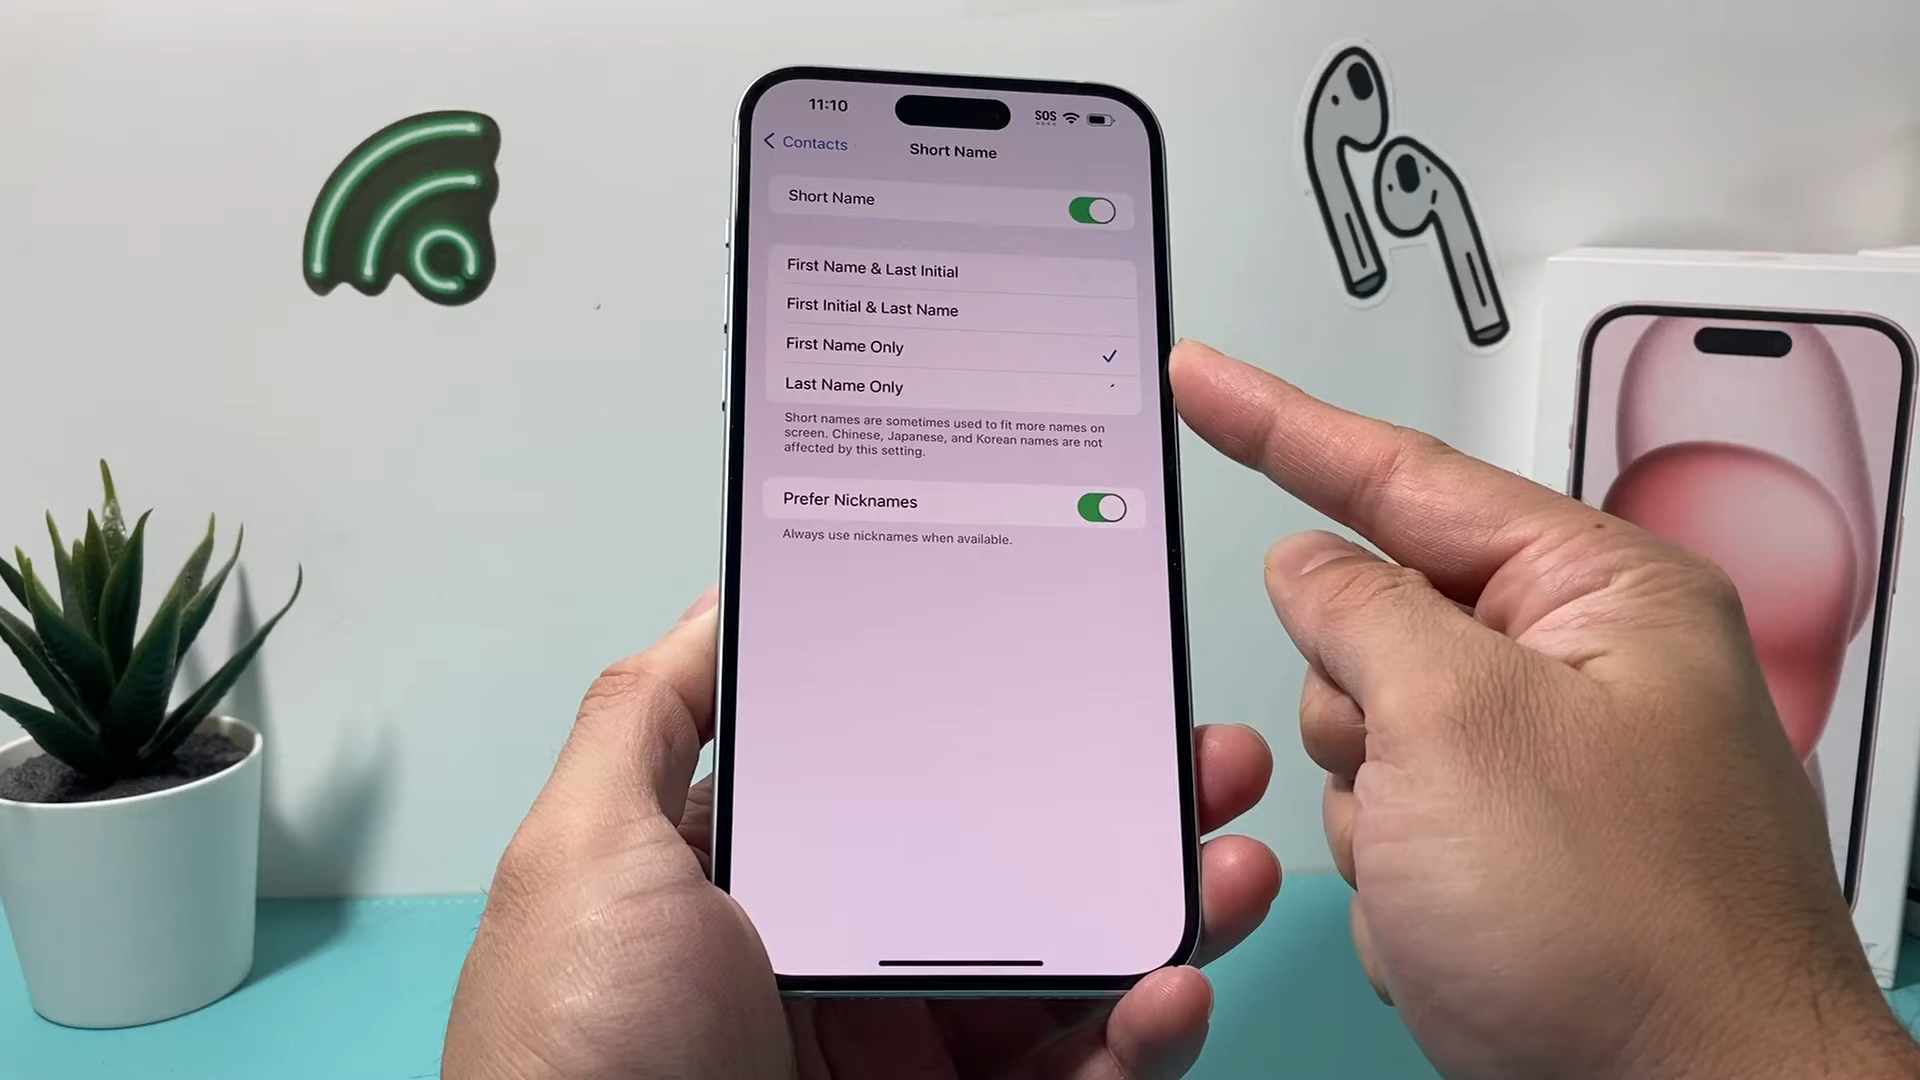 11:10
SOS
Contacts
Short Name
Short Name
First Name & Last Initial
First Initial & Last Name
First Name Only
Last Name Only
Short names are sometimes used to fit more names on
screen. Chinese, Japanese, and Korean names are not
affected by this setting.
Prefer Nicknames
Always use nicknames when available.